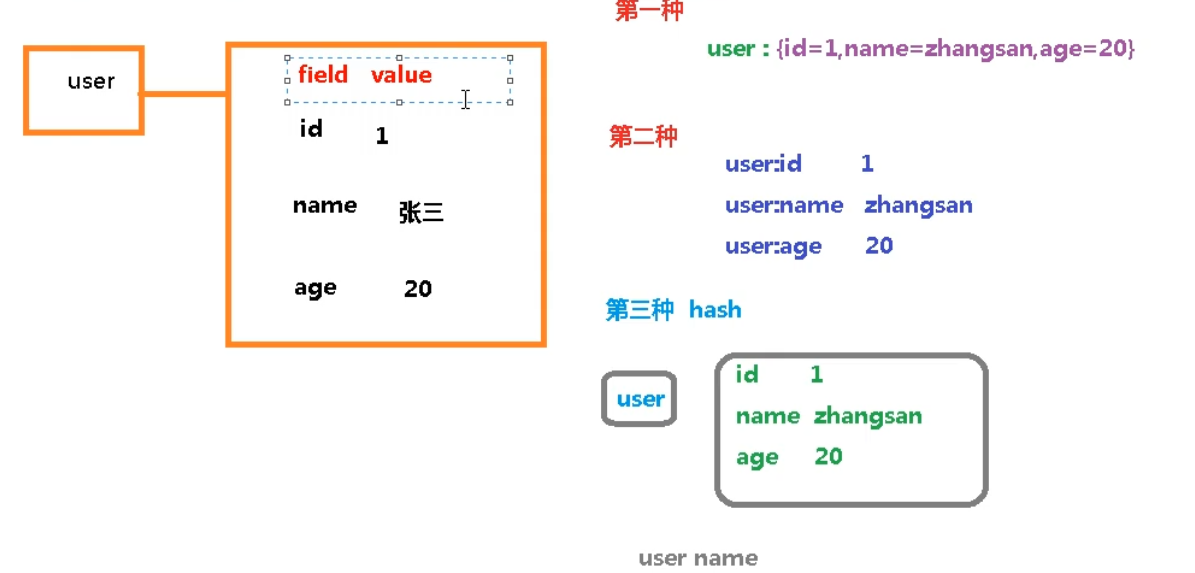 user
field value
id 1
name 张三
age 20
第一种
user : {id=1,name=zhangsan,age=20}
第二种
user:id 1
user:name zhangsan
user:age 20
第三种 hash
user
id 1
name zhangsan
age 20
user name